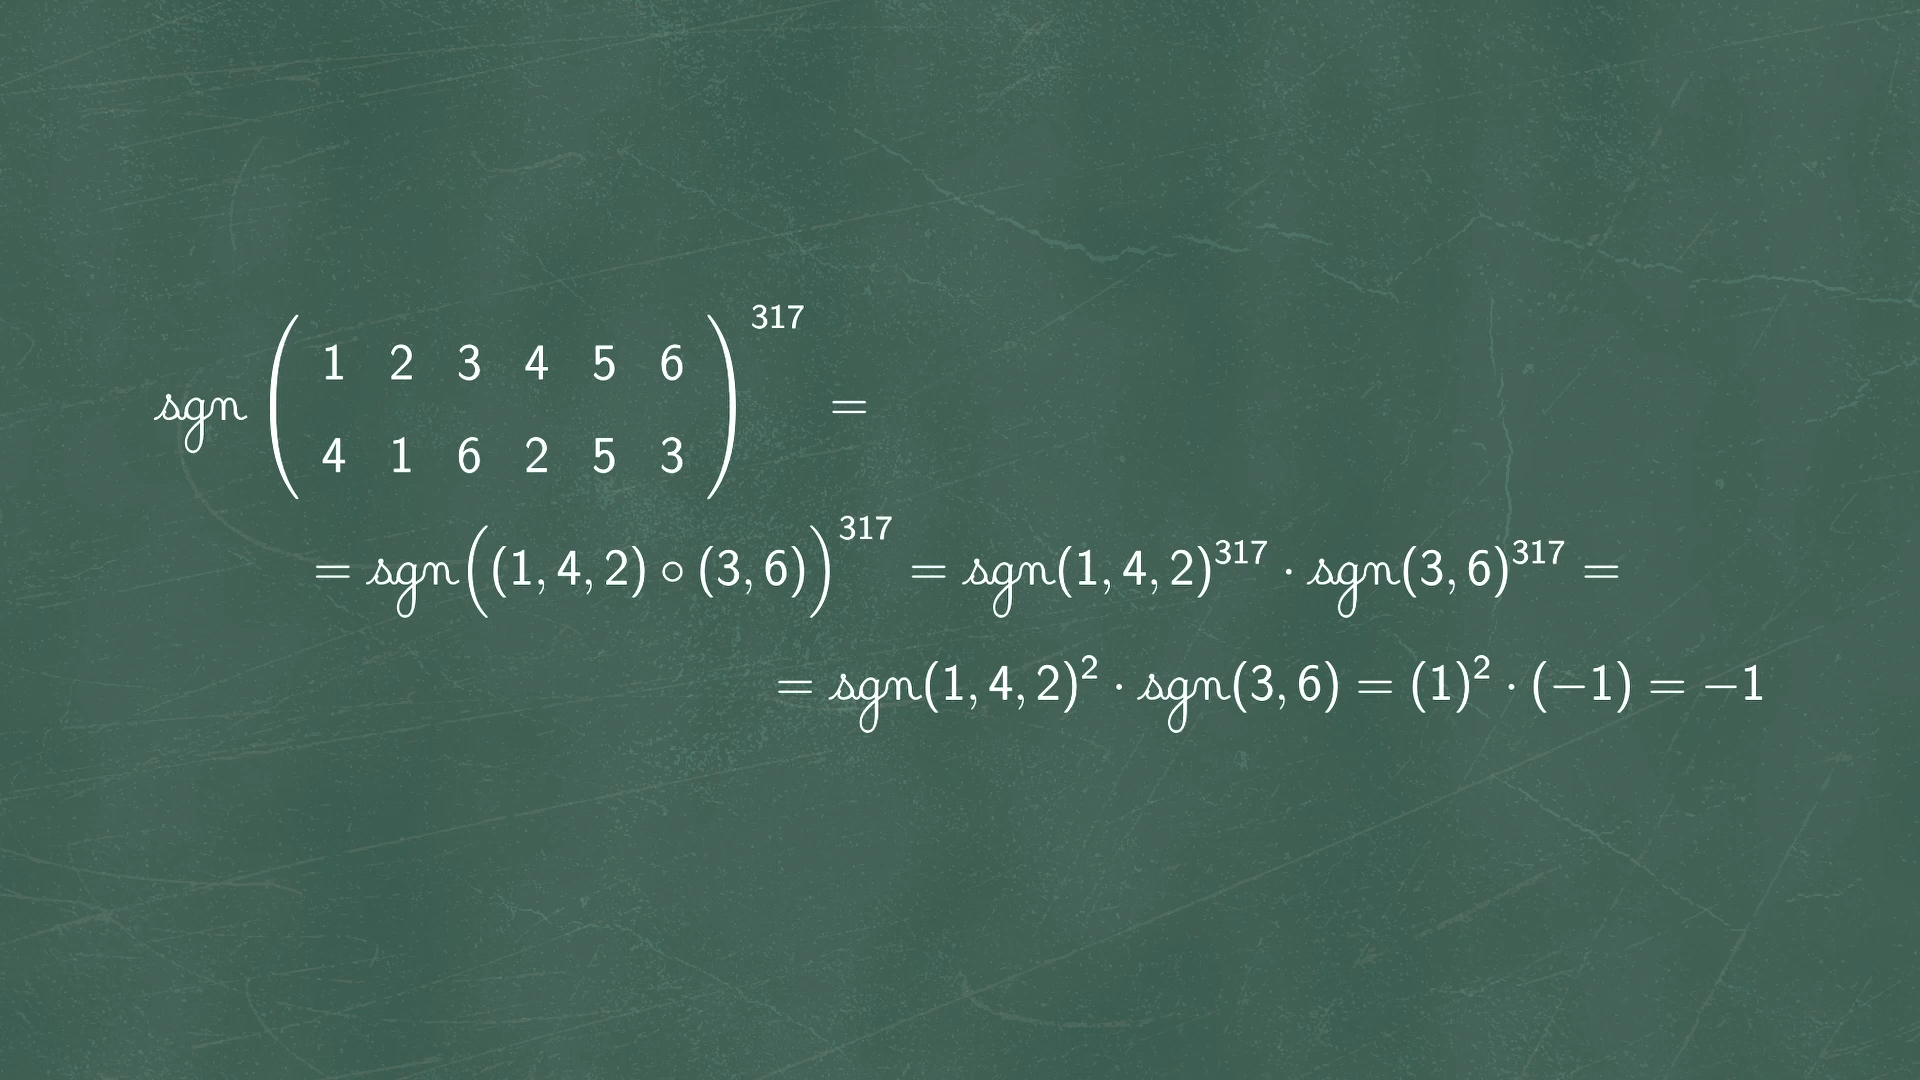 sgn ( 1 2 3 4 5 6 )^317 =
4 1 6 2 5 3
= sgn((1, 4, 2) ∘ (3, 6))^317 = sgn(1, 4, 2)^317 · sgn(3, 6)^317 =
= sgn(1, 4, 2)^2 · sgn(3, 6) = (1)^2 · (−1) = −1